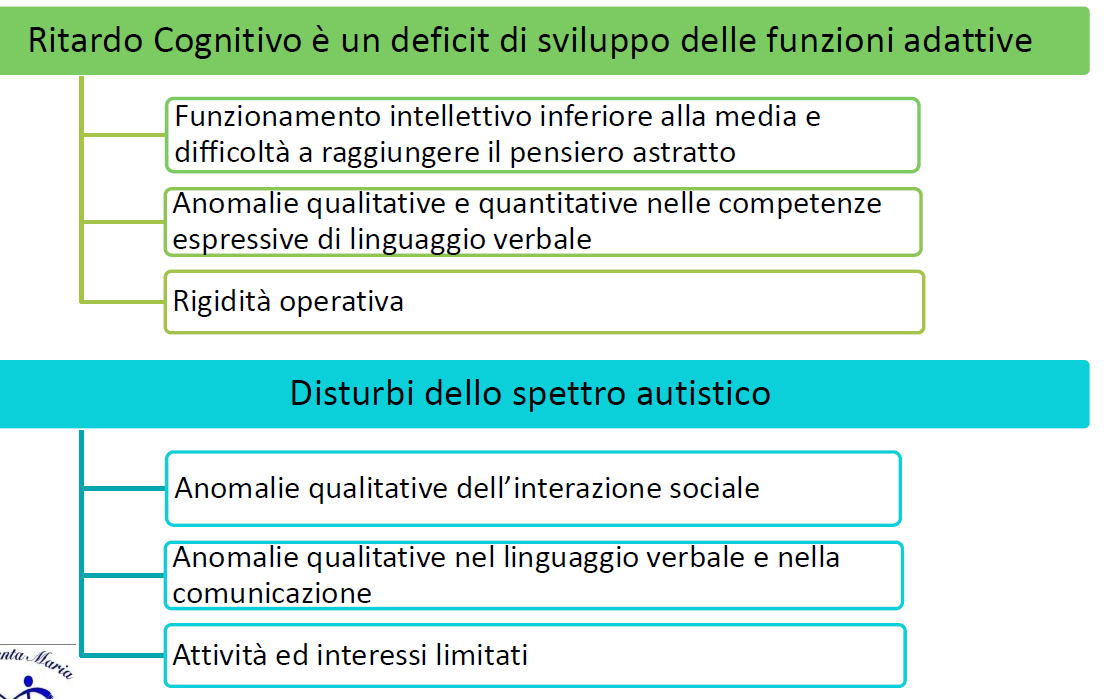 Ritardo Cognitivo è un deficit di sviluppo delle funzioni adattive
Funzionamento intellettivo inferiore alla media e
difficoltà a raggiungere il pensiero astratto
Anomalie qualitative e quantitative nelle competenze
espressive di linguaggio verbale
Rigidità operativa
Disturbi dello spettro autistico
Anomalie qualitative dell’interazione sociale
Anomalie qualitative nel linguaggio verbale e nella
comunicazione
Attività ed interessi limitati
Maria